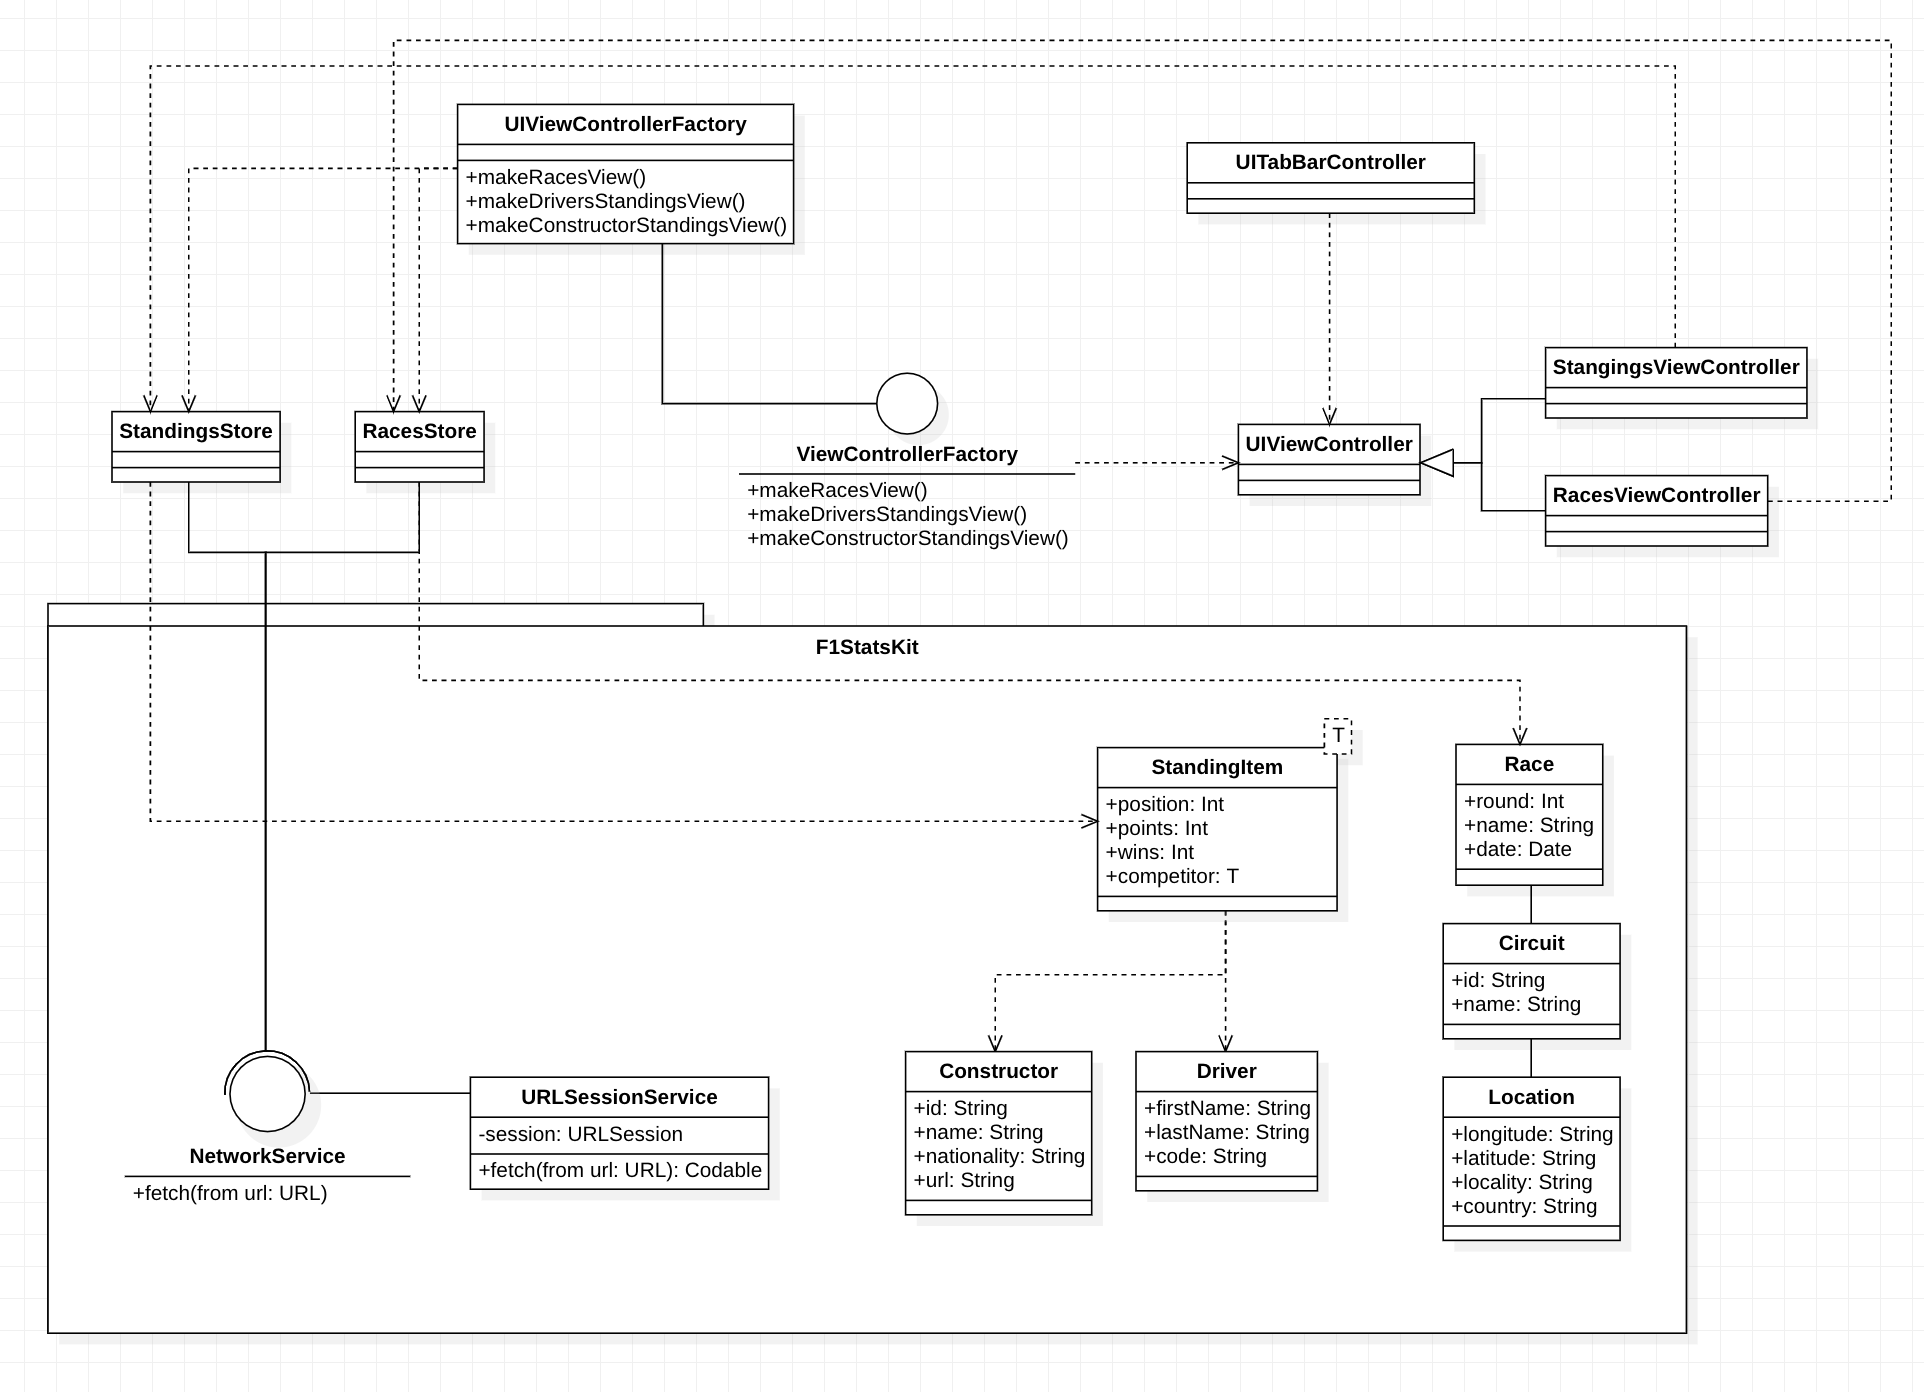 UIViewControllerFactory
+makeRacesView()
+makeDriversStandingsView()
+makeConstructorStandingsView()
UITabBarController
StandingsStore
RacesStore
ViewControllerFactory
+makeRacesView()
+makeDriversStandingsView()
+makeConstructorStandingsView()
UIViewController
StangingsViewController
RacesViewController
F1StatsKit
T
StandingItem
+position: Int
+points: Int
+wins: Int
+competitor: T
Race
+round: Int
+name: String
+date: Date
Circuit
+id: String
+name: String
NetworkService
+fetch(from url: URL)
URLSessionService
-session: URLSession
+fetch(from url: URL): Codable
Constructor
+id: String
+name: String
+nationality: String
+url: String
Driver
+firstName: String
+lastName: String
+code: String
Location
+longitude: String
+latitude: String
+locality: String
+country: String